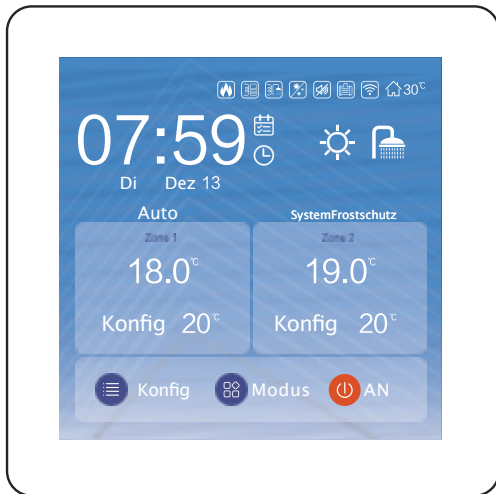 30℃
07:59
Di Dez 13
Auto
SystemFrostschutz
Zone 1
Zone 2
18.0℃
19.0℃
Konfig 20℃
Konfig 20℃
Konfig
Modus
AN